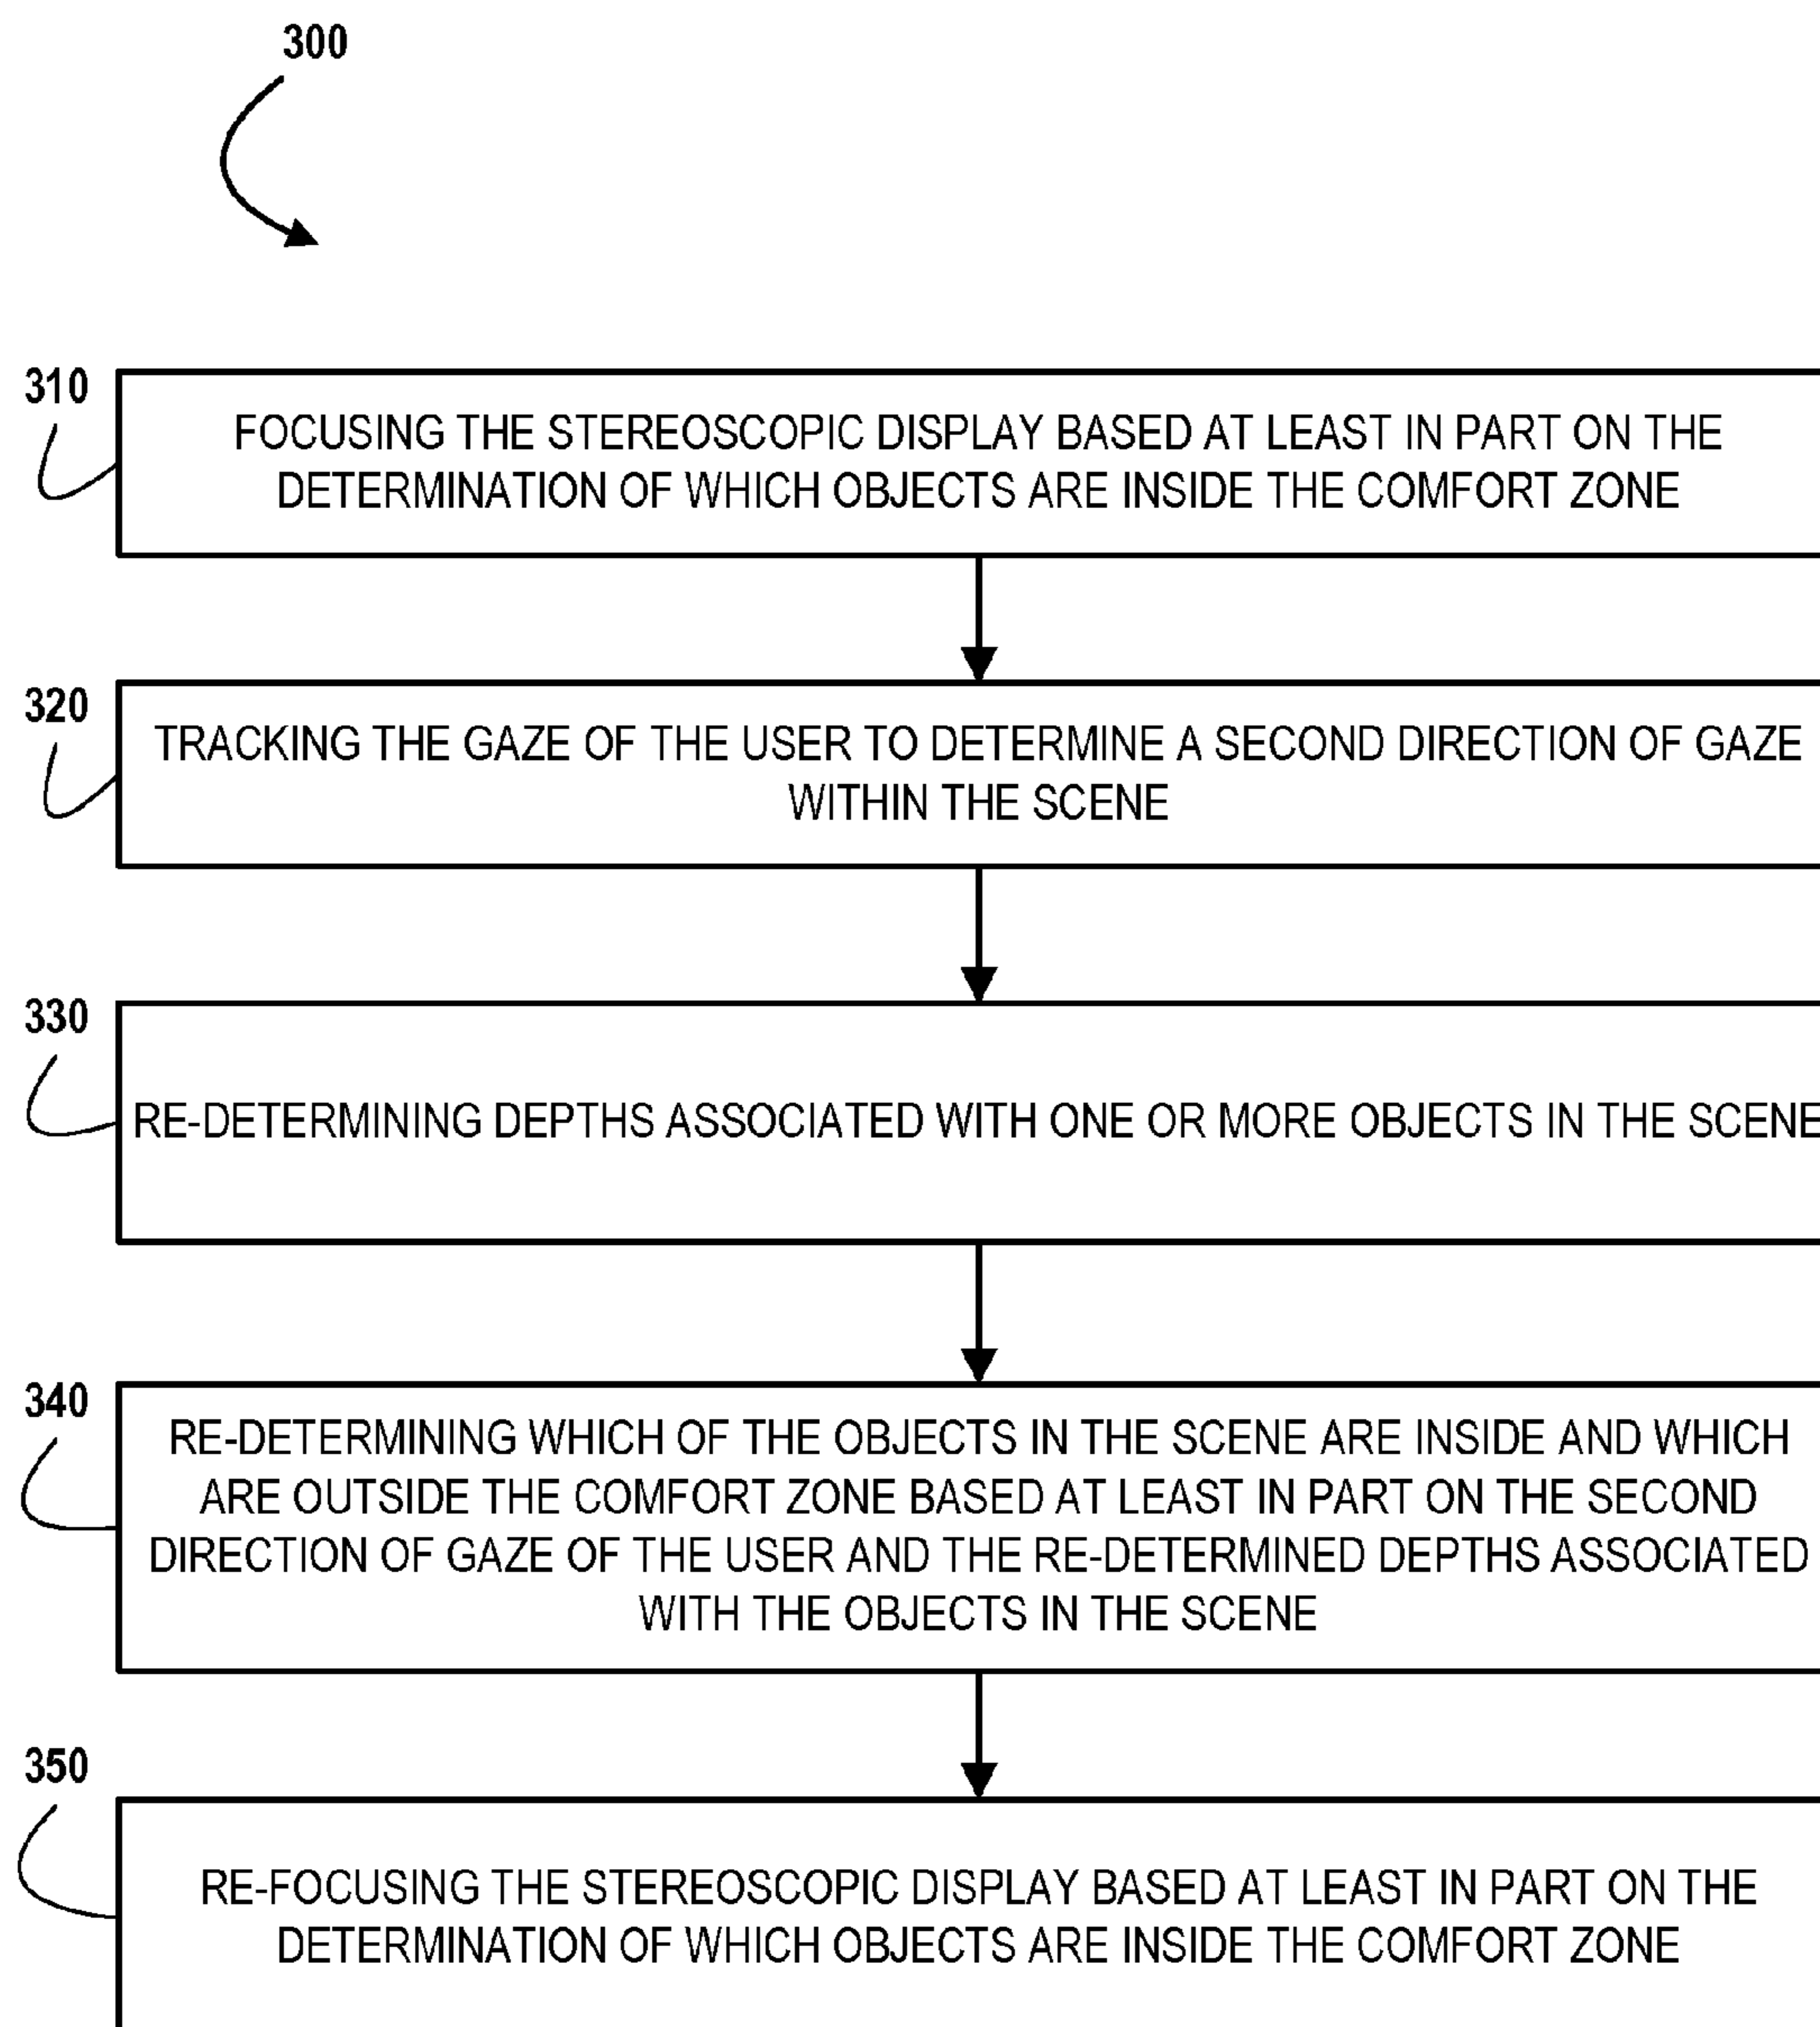 300
310
FOCUSING THE STEREOSCOPIC DISPLAY BASED AT LEAST IN PART ON THE
DETERMINATION OF WHICH OBJECTS ARE INSIDE THE COMFORT ZONE
320
TRACKING THE GAZE OF THE USER TO DETERMINE A SECOND DIRECTION OF GAZE
WITHIN THE SCENE
330
RE-DETERMINING DEPTHS ASSOCIATED WITH ONE OR MORE OBJECTS IN THE SCENE
340
RE-DETERMINING WHICH OF THE OBJECTS IN THE SCENE ARE INSIDE AND WHICH
ARE OUTSIDE THE COMFORT ZONE BASED AT LEAST IN PART ON THE SECOND
DIRECTION OF GAZE OF THE USER AND THE RE-DETERMINED DEPTHS ASSOCIATED
WITH THE OBJECTS IN THE SCENE
350
RE-FOCUSING THE STEREOSCOPIC DISPLAY BASED AT LEAST IN PART ON THE
DETERMINATION OF WHICH OBJECTS ARE INSIDE THE COMFORT ZONE